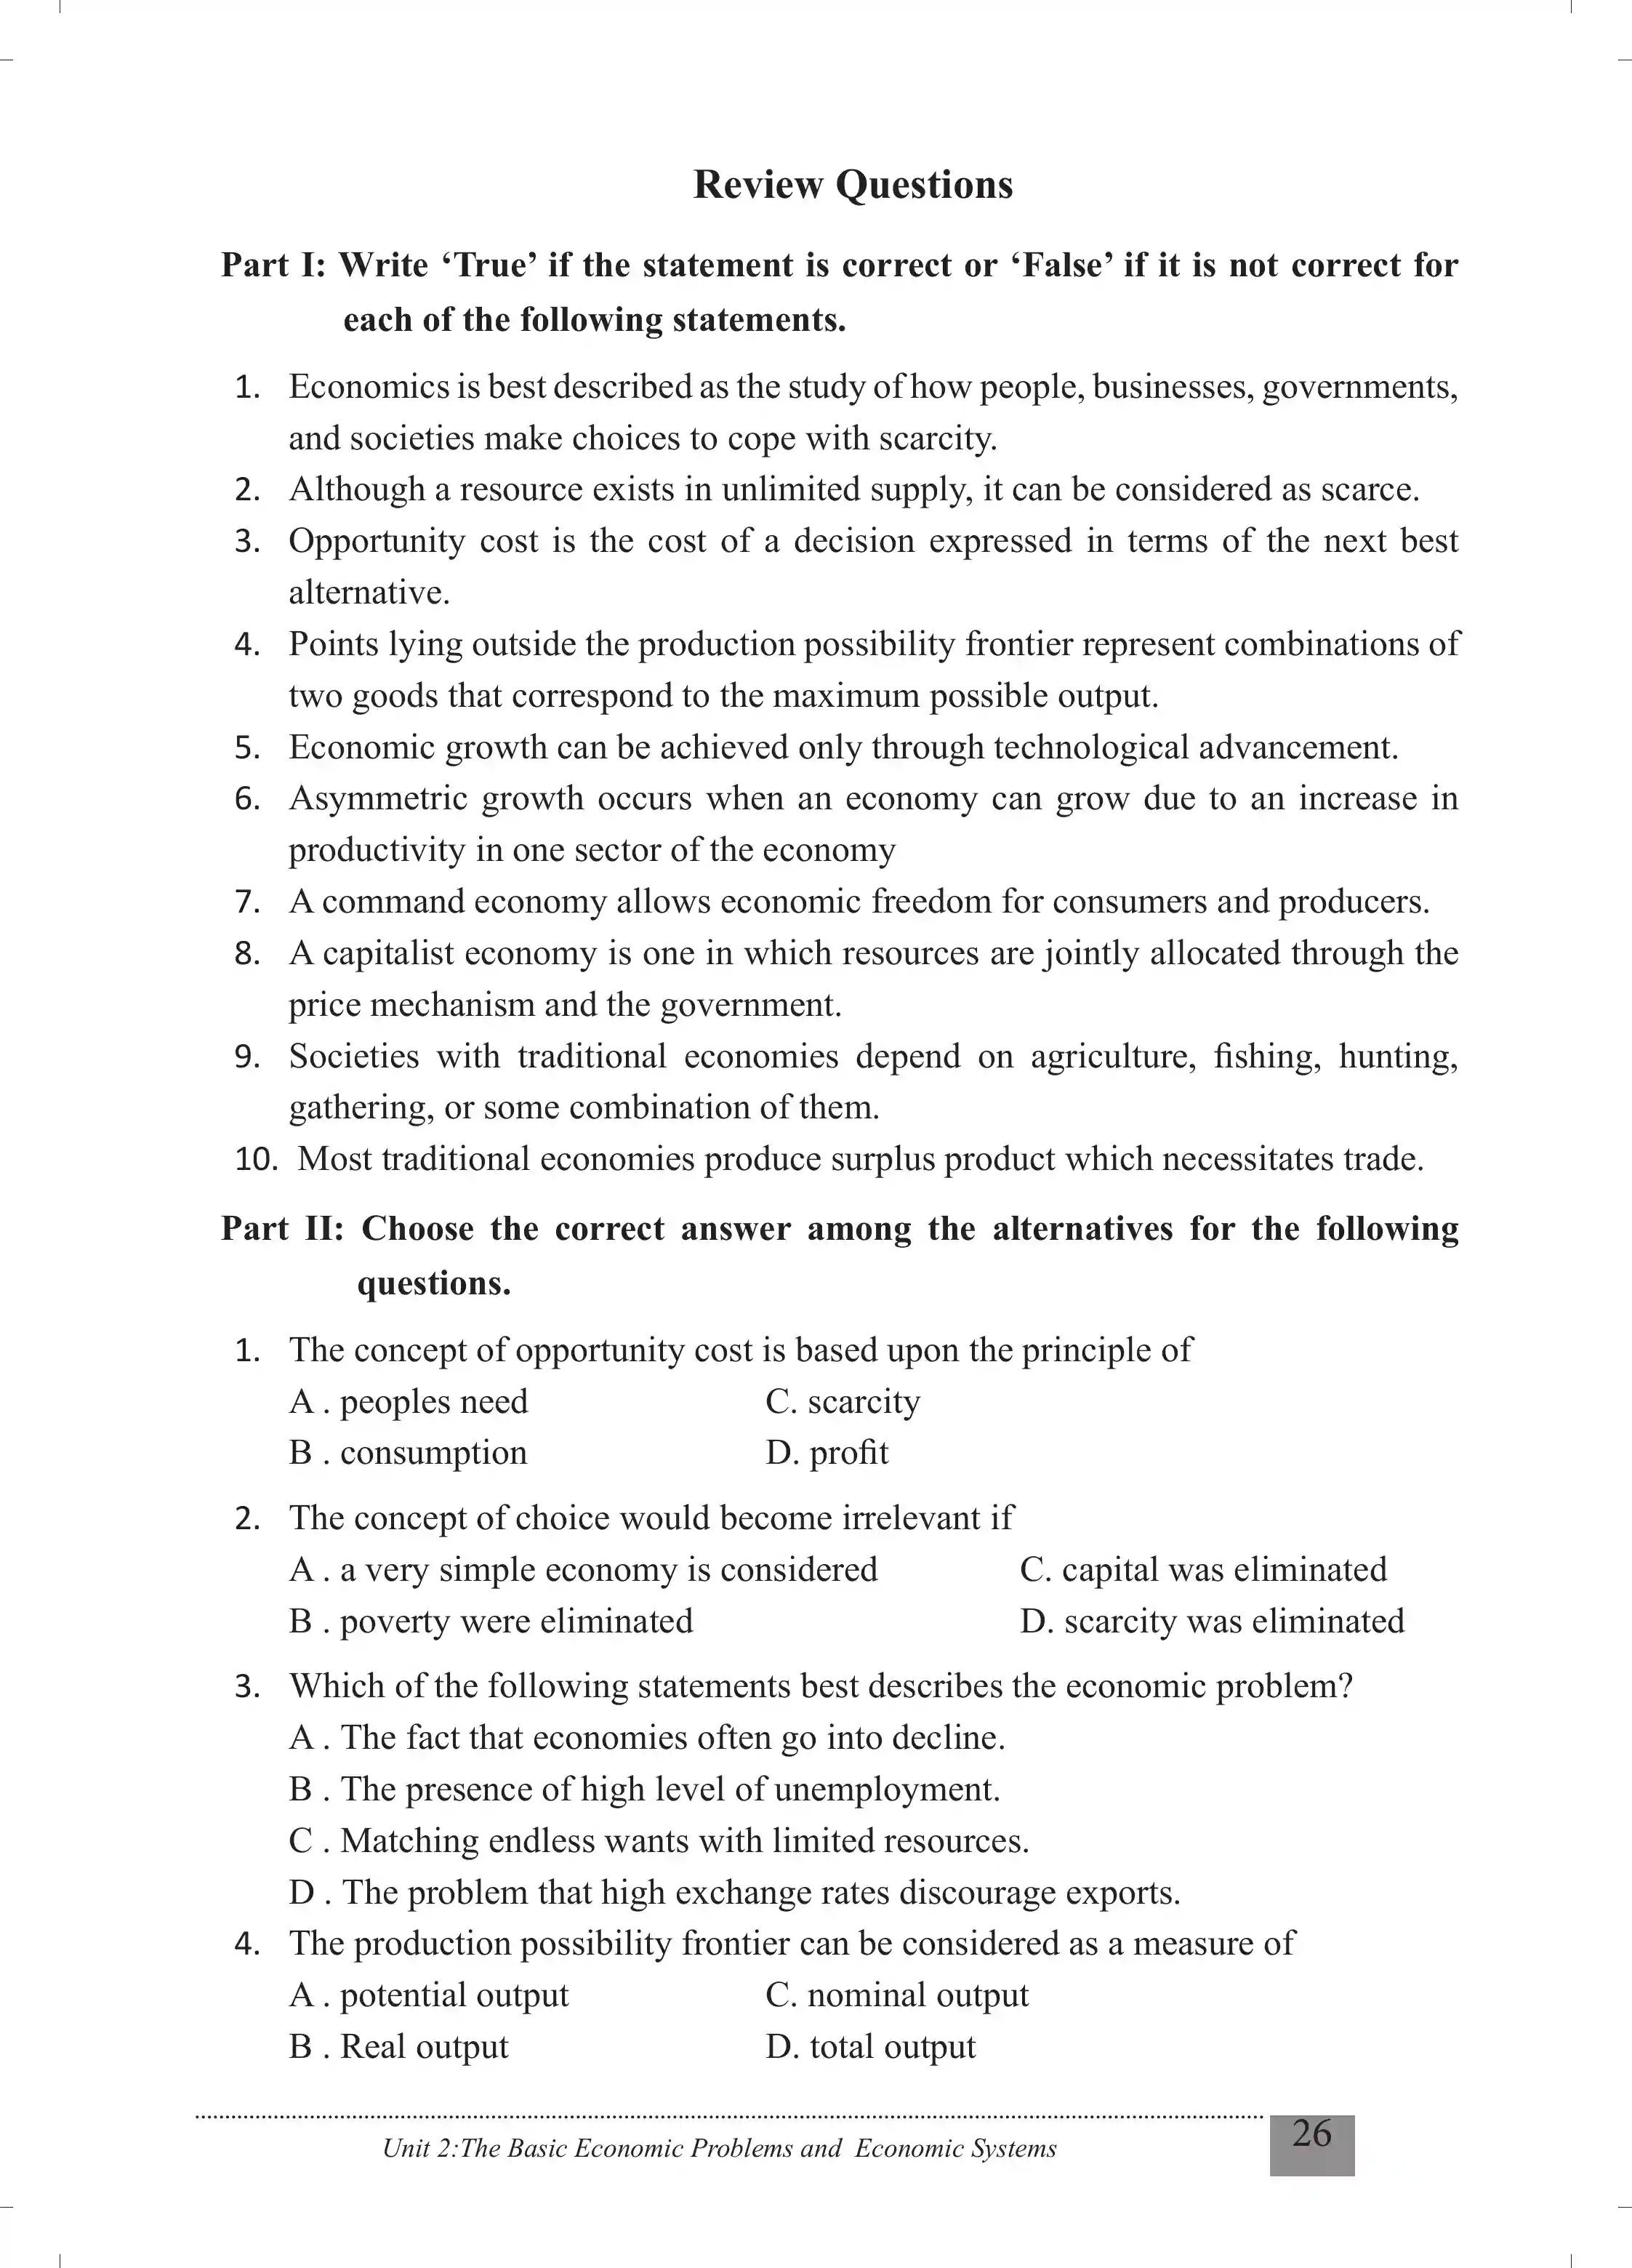 Review Questions
Part I: Write ‘True’ if the statement is correct or ‘False’ if it is not correct for
each of the following statements.
1. Economics is best described as the study of how people, businesses, governments,
and societies make choices to cope with scarcity.
2. Although a resource exists in unlimited supply, it can be considered as scarce.
3. Opportunity cost is the cost of a decision expressed in terms of the next best
alternative.
4. Points lying outside the production possibility frontier represent combinations of
two goods that correspond to the maximum possible output.
5. Economic growth can be achieved only through technological advancement.
6. Asymmetric growth occurs when an economy can grow due to an increase in
productivity in one sector of the economy
7. A command economy allows economic freedom for consumers and producers.
8. A capitalist economy is one in which resources are jointly allocated through the
price mechanism and the government.
9. Societies with traditional economies depend on agriculture, fishing, hunting,
gathering, or some combination of them.
10. Most traditional economies produce surplus product which necessitates trade.
Part II: Choose the correct answer among the alternatives for the following
questions.
1. The concept of opportunity cost is based upon the principle of
A . peoples need C. scarcity
B . consumption D. profit
2. The concept of choice would become irrelevant if
A . a very simple economy is considered C. capital was eliminated
B . poverty were eliminated D. scarcity was eliminated
3. Which of the following statements best describes the economic problem?
A . The fact that economies often go into decline.
B . The presence of high level of unemployment.
C . Matching endless wants with limited resources.
D . The problem that high exchange rates discourage exports.
4. The production possibility frontier can be considered as a measure of
A . potential output C. nominal output
B . Real output D. total output
Unit 2:The Basic Economic Problems and Economic Systems
26